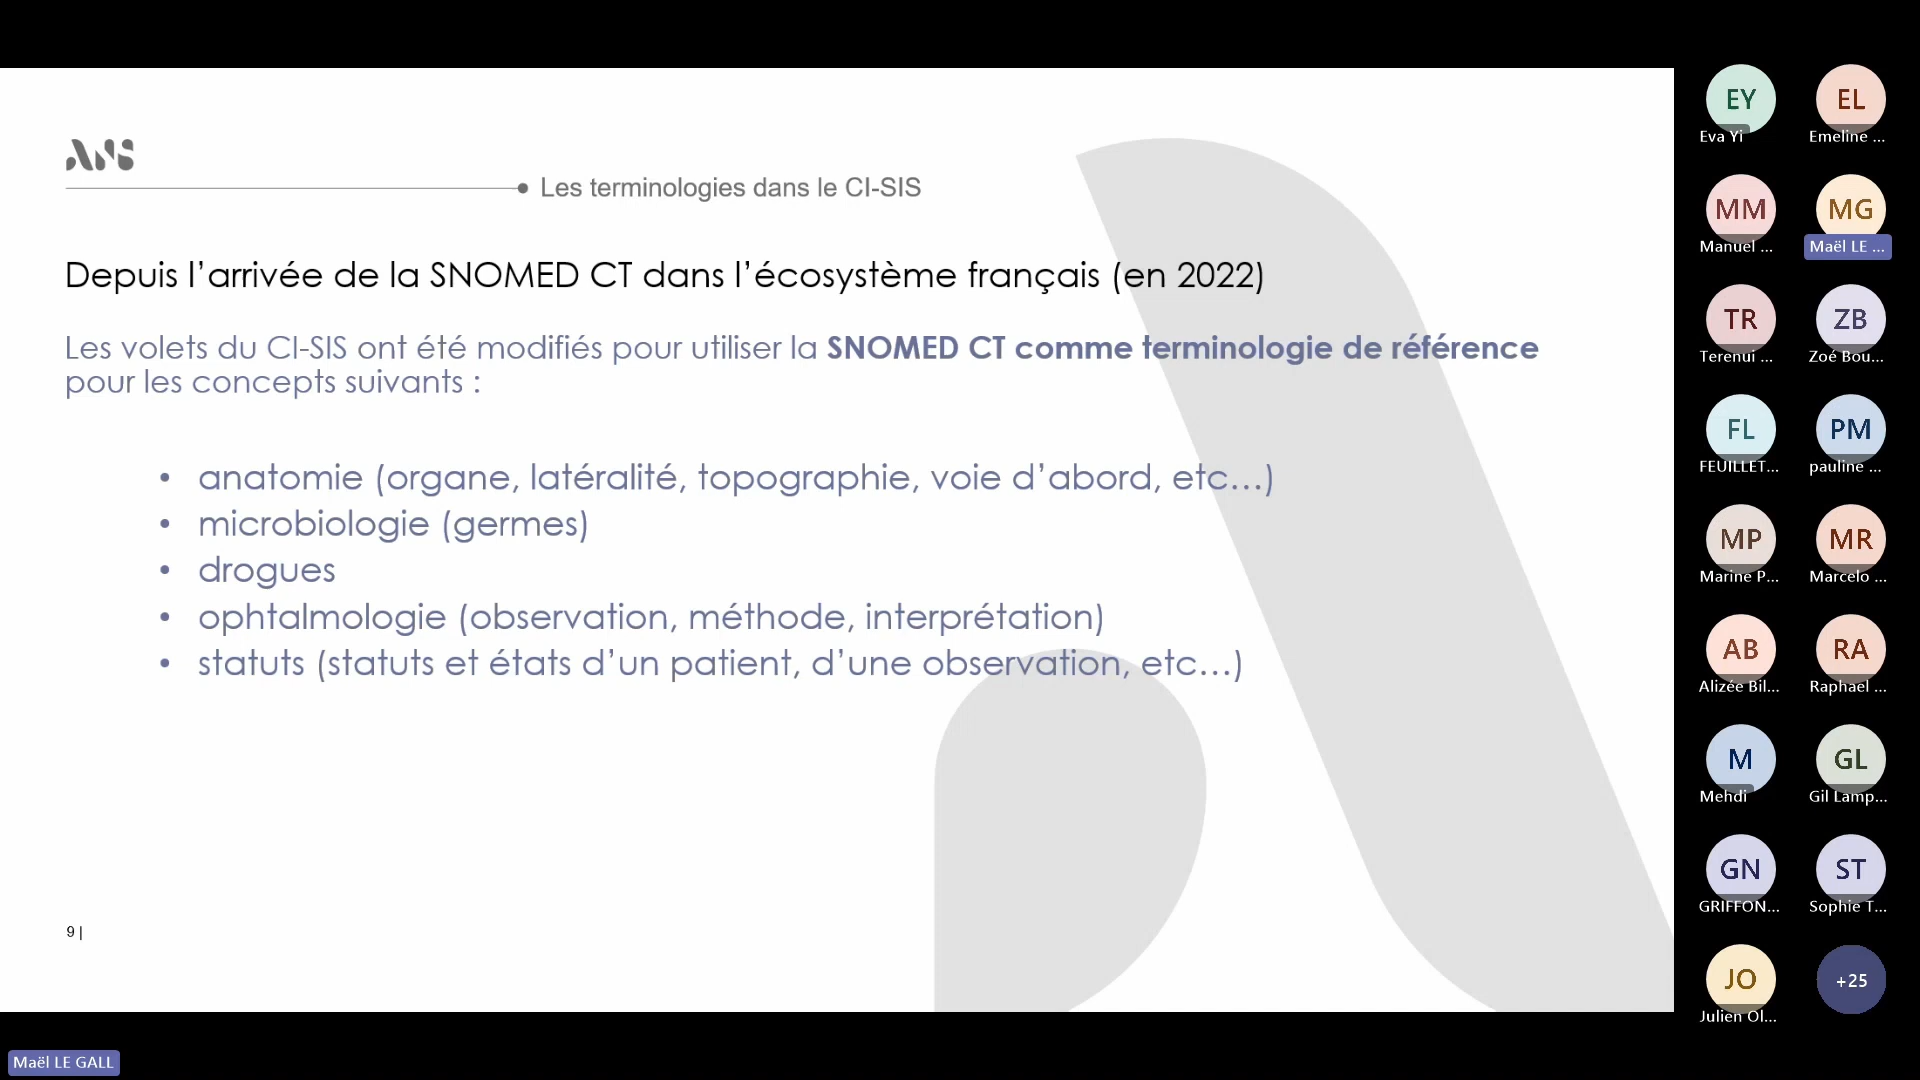 ANS
Les terminologies dans le CI-SIS
Depuis l’arrivée de la SNOMED CT dans l’écosystème français (en 2022)
Les volets du CI-SIS ont été modifiés pour utiliser la SNOMED CT comme terminologie de référence
pour les concepts suivants :
• anatomie (organe, latéralité, topographie, voie d’abord, etc…)
• microbiologie (germes)
• drogues
• ophtalmologie (observation, méthode, interprétation)
• statuts (statuts et états d’un patient, d’une observation, etc…)
9 |
EY
Eva Yi
EL
Emeline ...
MM
Manuel ...
MG
Maël LE ...
TR
Terenui ...
ZB
Zoé Bou...
FL
FEUILLET...
PM
pauline ...
MP
Marine P...
MR
Marcelo ...
AB
Alizée Bil...
RA
Raphael ...
M
Mehdi
GL
Gil Lamp...
GN
GRIFFON...
ST
Sophie T...
JO
Julien Ol...
+25
Maël LE GALL